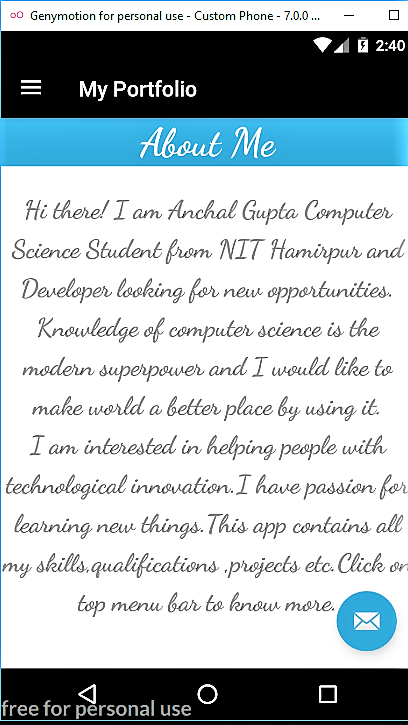 Genymotion for personal use - Custom Phone - 7.0.0 ...
2:40
My Portfolio
About Me
Hi there! I am Anchal Gupta Computer
Science Student from NIT Hamirpur and
Developer looking for new opportunities.
Knowledge of computer science is the
modern superpower and I would like to
make world a better place by using it.
I am interested in helping people with
technological innovation.I have passion for
learning new things.This app contains all
my skills,qualifications ,projects etc.Click on
top menu bar to know more.
free for personal use